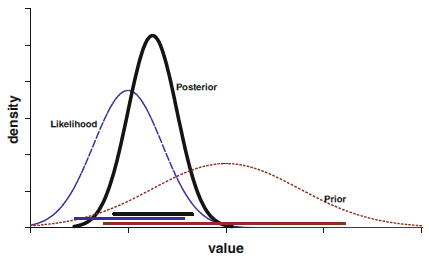 Posterior
Likelihood
Prior
density
value